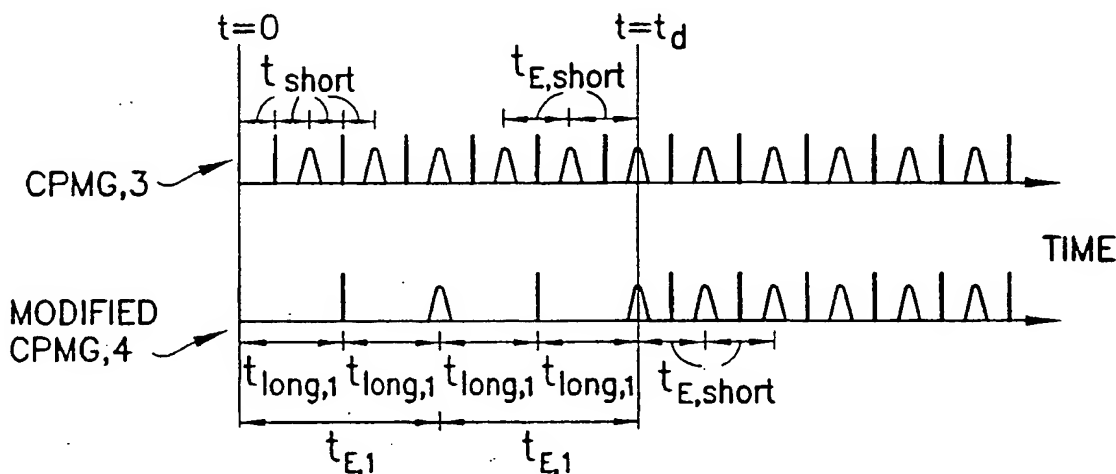 t=0
t=t_d
t short
t_E,short
CPMG,3
TIME
MODIFIED
CPMG,4
t_long,1 t_long,1 t_long,1 t_long,1
t_E,short
t_E,1 t_E,1